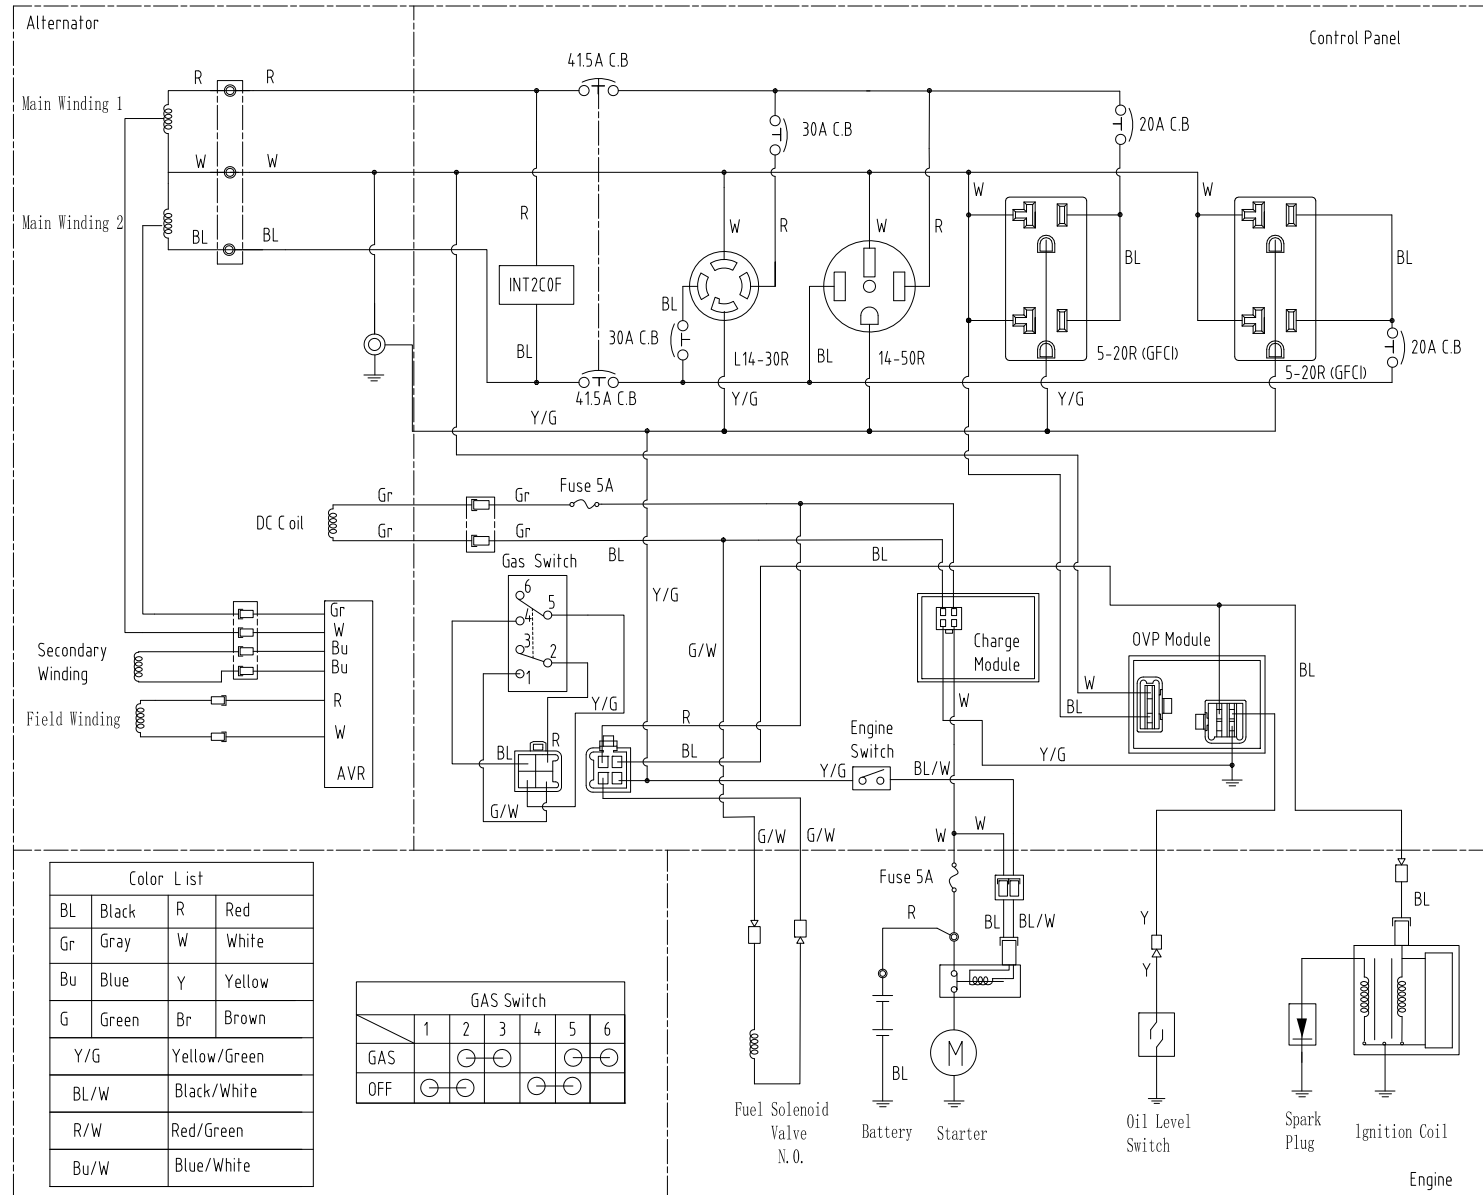 Alternator
Control Panel
41.5A C.B
R
R
Main Winding 1
30A C.B
20A C.B
W
W
W
W
Main Winding 2
R
W
R
W
R
BL
BL
BL
BL
INT2C0F
BL
30A C.B
BL
L14-30R
BL
14-50R
5-20R (GFCI)
20A C.B
5-20R (GFCI)
41.5A C.B
Y/G
Y/G
Y/G
DC Coil
Gr
Gr
Gr
Gr
Fuse 5A
BL
BL
Gas Switch
6
5
4
3
2
1
Y/G
G/W
Gr
W
Bu
Bu
R
W
AVR
Secondary
Winding
Field Winding
Charge
Module
OVP Module
BL
W
W
BL
Y/G
R
BL
R
BL
Engine
Switch
Y/G
BL/W
Y/G
G/W
G/W
G/W
W
W
Color List
BL Black R Red
Gr Gray W White
Bu Blue Y Yellow
G Green Br Brown
Y/G Yellow/Green
BL/W Black/White
R/W Red/Green
Bu/W Blue/White
GAS Switch
1 2 3 4 5 6
GAS
OFF
Fuse 5A
R
BL
BL/W
Y
Y
BL
M
BL
Fuel Solenoid
Valve
N.O.
Battery
Starter
Oil Level
Switch
Spark
Plug
Ignition Coil
Engine